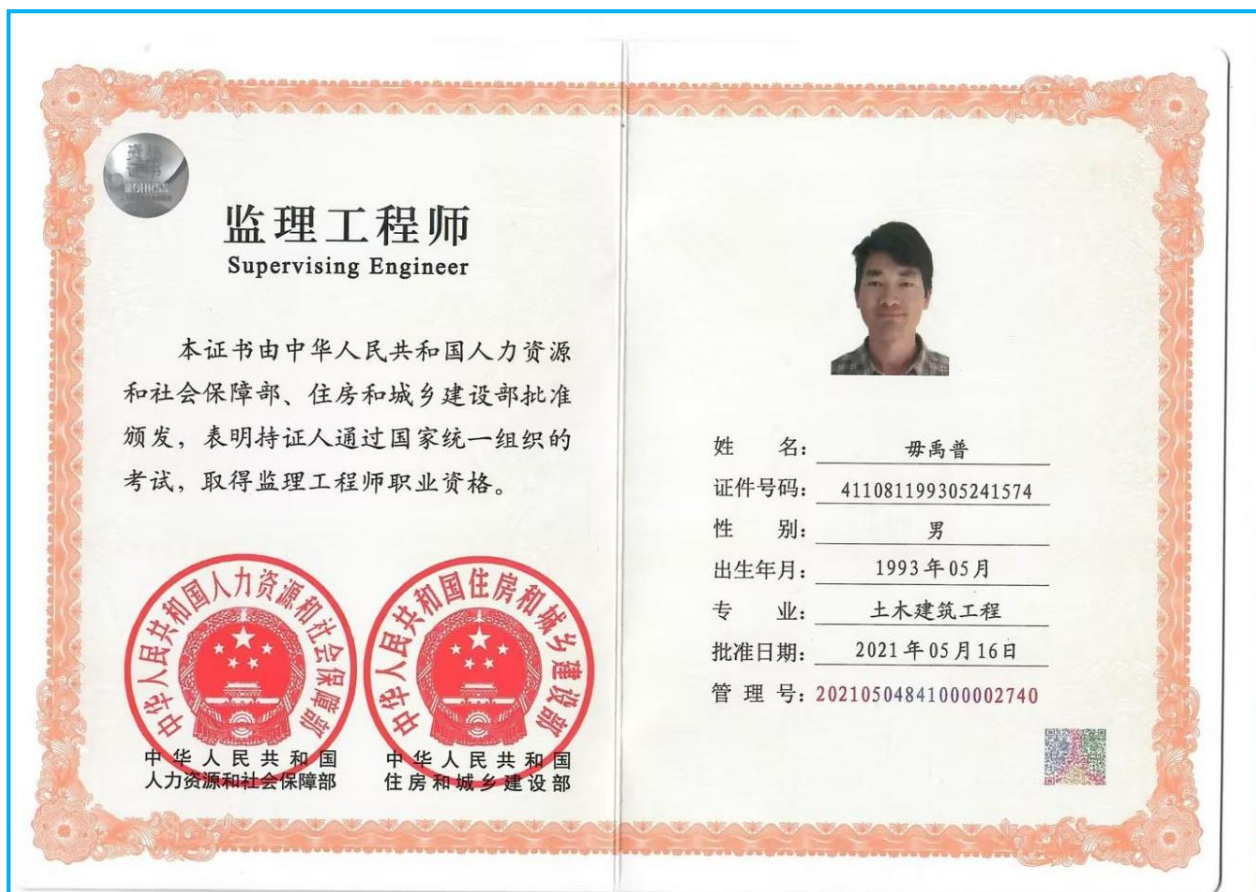 资格
证书
监理工程师
Supervising Engineer
本证书由中华人民共和国人力资源
和社会保障部、住房和城乡建设部批准
颁发，表明持证人通过国家统一组织的
考试，取得监理工程师职业资格。
中华人民共和国人力资源和社会保障部
中华人民共和国住房和城乡建设部
中华人民共和国
人力资源和社会保障部
中华人民共和国
住房和城乡建设部
姓 名：毋禹普
证件号码：411081199305241574
性 别：男
出生年月：1993年05月
专 业：土木建筑工程
批准日期：2021年05月16日
管 理 号：20210504841000002740